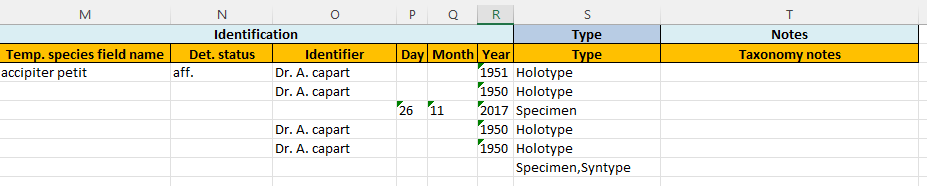 M N O P Q R S T
Identification Type Notes
Temp. species field name Det. status Identifier Day Month Year Type Taxonomy notes
accipiter petit aff. Dr. A. capart 1951 Holotype
Dr. A. capart 1950 Holotype
26 11 2017 Specimen
Dr. A. capart 1950 Holotype
Dr. A. capart 1950 Holotype
Specimen,Syntype